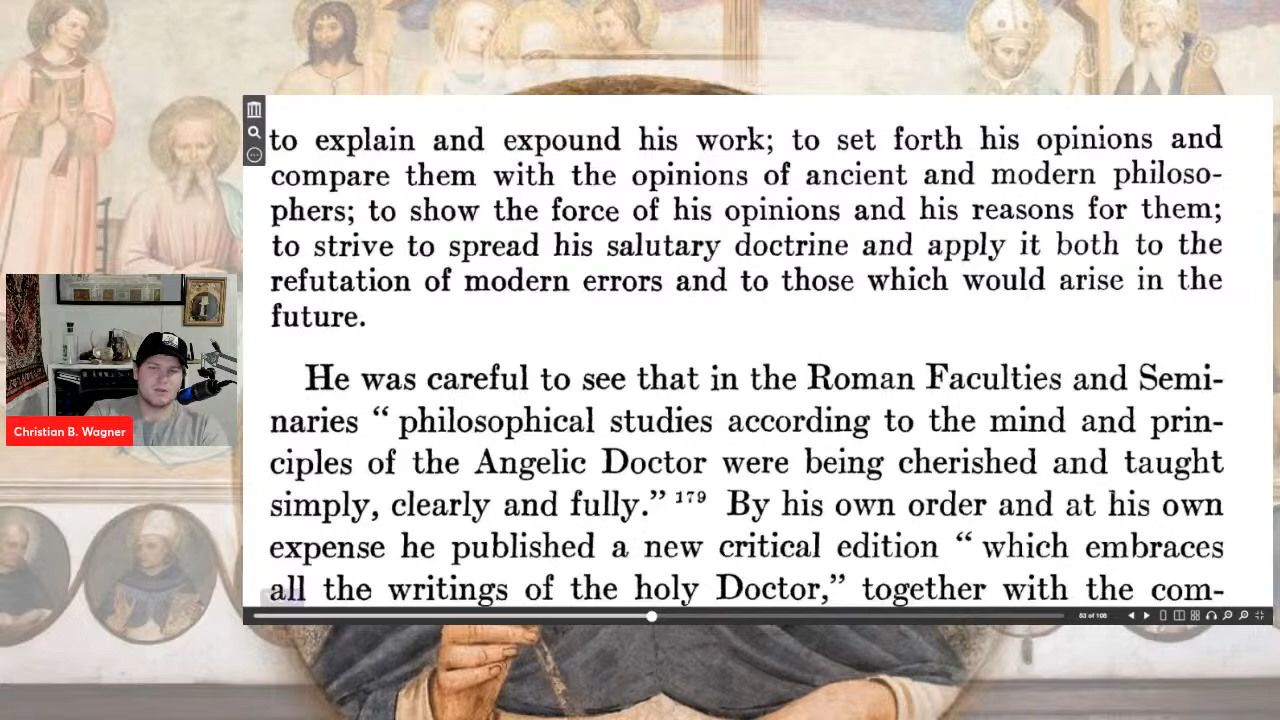 to explain and expound his work; to set forth his opinions and
compare them with the opinions of ancient and modern philoso-
phers; to show the force of his opinions and his reasons for them;
to strive to spread his salutary doctrine and apply it both to the
refutation of modern errors and to those which would arise in the
future.
He was careful to see that in the Roman Faculties and Semi-
naries “ philosophical studies according to the mind and prin-
ciples of the Angelic Doctor were being cherished and taught
simply, clearly and fully.” 179 By his own order and at his own
expense he published a new critical edition “ which embraces
all the writings of the holy Doctor,” together with the com-
Christian B. Wagner
53 of 108